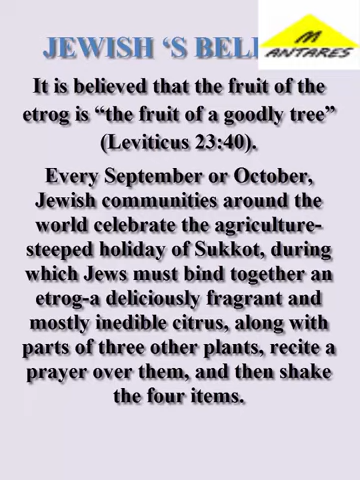 JEWISH ‘S BEL
M
ANTARES
It is believed that the fruit of the
etrog is “the fruit of a goodly tree”
(Leviticus 23:40).
Every September or October,
Jewish communities around the
world celebrate the agriculture-
steeped holiday of Sukkot, during
which Jews must bind together an
etrog-a deliciously fragrant and
mostly inedible citrus, along with
parts of three other plants, recite a
prayer over them, and then shake
the four items.